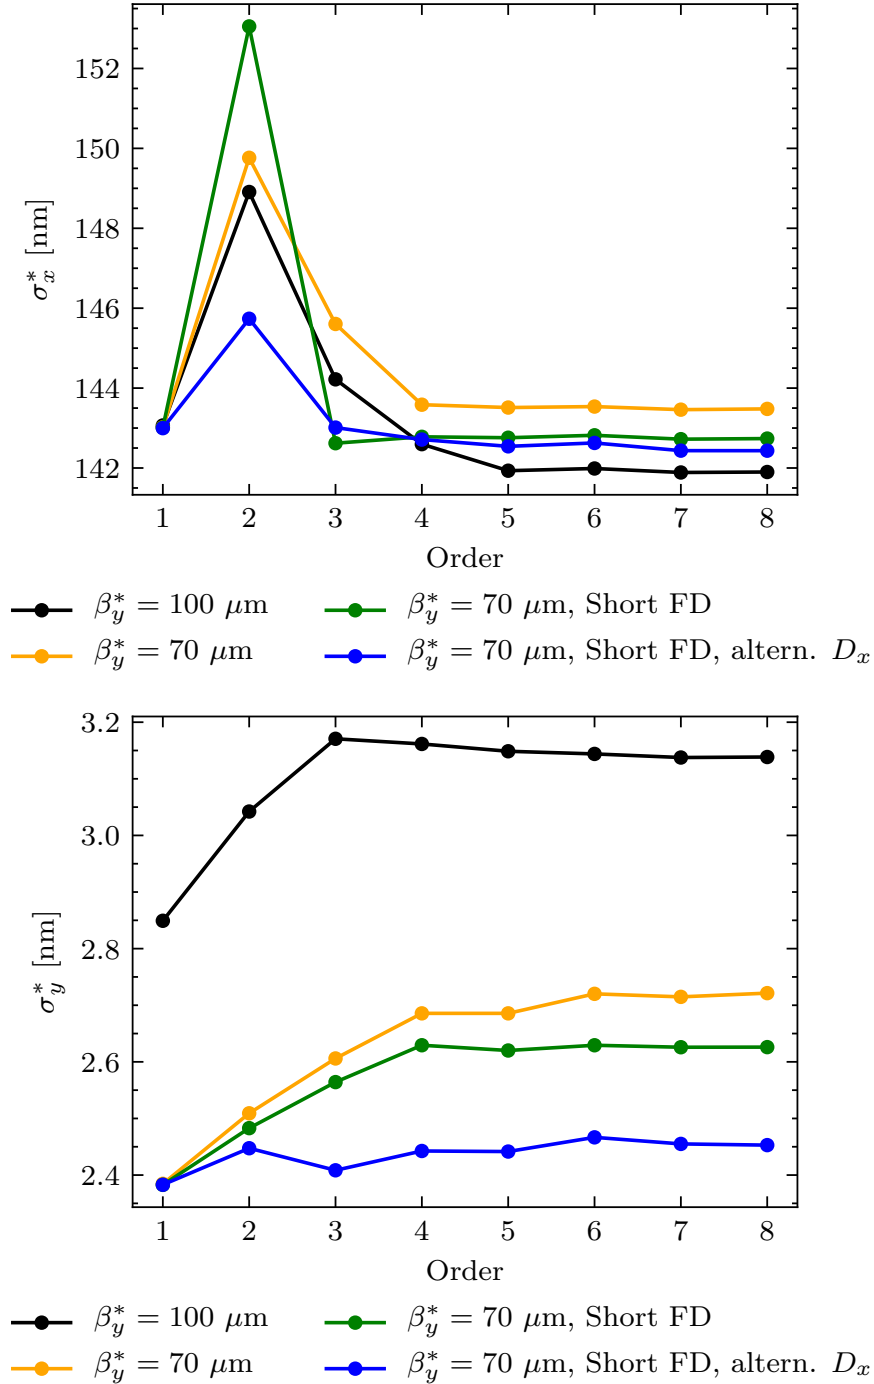 152
150
148
146
144
142
σ*x [nm]
1 2 3 4 5 6 7 8
Order
β*y = 100 μm
β*y = 70 μm, Short FD
β*y = 70 μm
β*y = 70 μm, Short FD, altern. Dx
3.2
3.0
2.8
2.6
2.4
σ*y [nm]
1 2 3 4 5 6 7 8
Order
β*y = 100 μm
β*y = 70 μm, Short FD
β*y = 70 μm
β*y = 70 μm, Short FD, altern. Dx